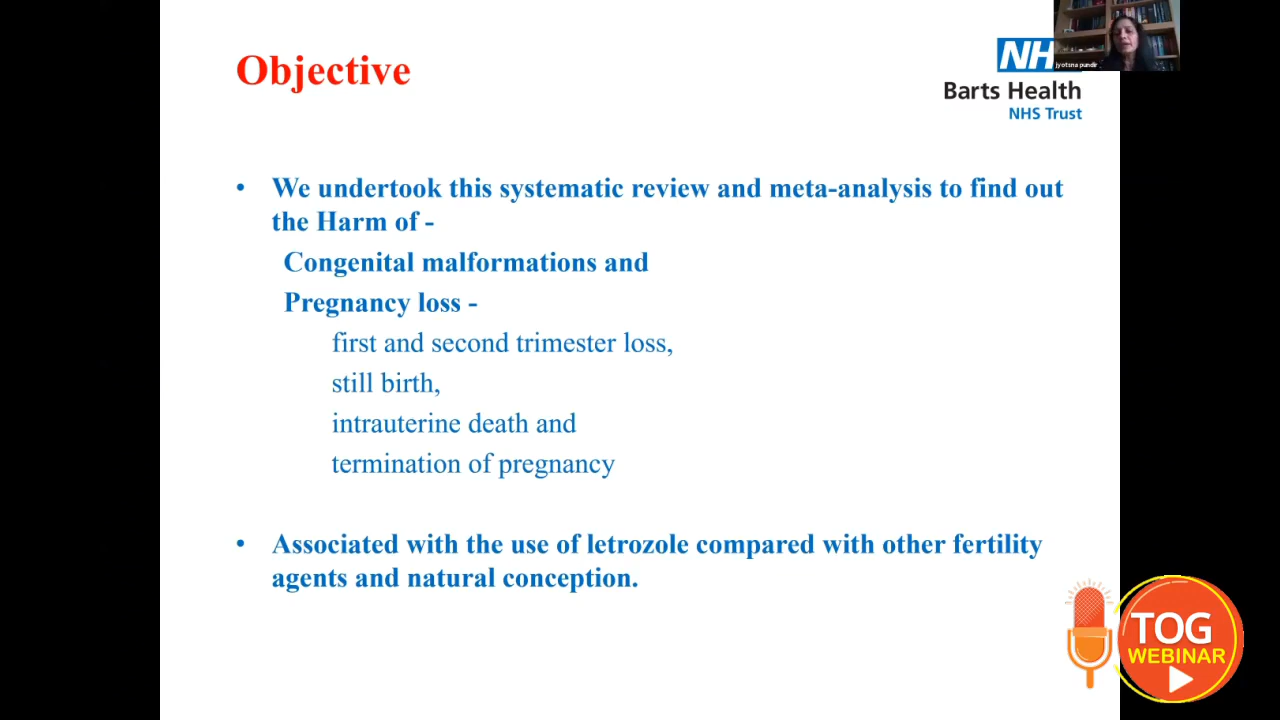 Objective
NH
jyotsna pundir
Barts Health
NHS Trust
• We undertook this systematic review and meta-analysis to find out
the Harm of -
Congenital malformations and
Pregnancy loss -
first and second trimester loss,
still birth,
intrauterine death and
termination of pregnancy
• Associated with the use of letrozole compared with other fertility
agents and natural conception.
TOG
WEBINAR